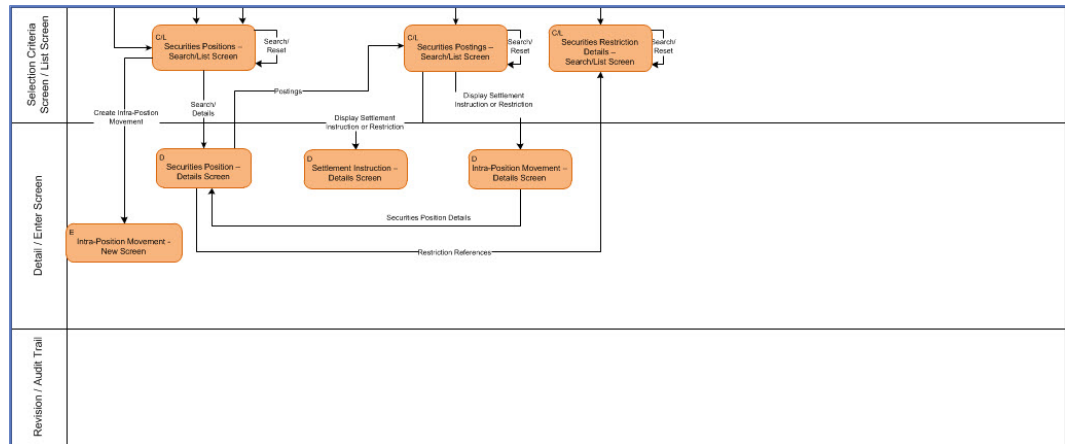 Selection Criteria
Screen / List Screen
C/L
Securities Positions –
Search/List Screen
Search/
Reset
C/L
Securities Postings –
Search/List Screen
Search/
Reset
C/L
Securities Restriction
Details –
Search/List Screen
Search/
Reset
Postings
Create Intra-Postion
Movement
Search/
Details
Display Settlement
Instruction or Restriction
Display Settlement
Instruction or Restriction
Detail / Enter Screen
D
Securities Position –
Details Screen
D
Settlement Instruction –
Details Screen
D
Intra-Position Movement –
Details Screen
Securities Position Details
E
Intra-Position Movement –
New Screen
Restriction References
Revision / Audit Trail